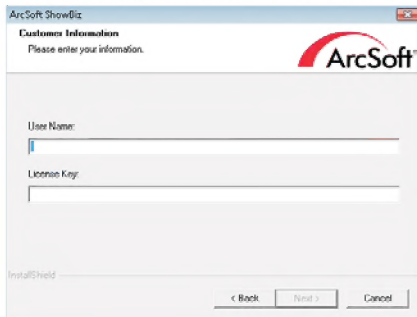 ArcSoft ShowBiz
Customer Information
Please enter your information.
ArcSoft
User Name:
License Key:
InstallShield
< Back
Next >
Cancel